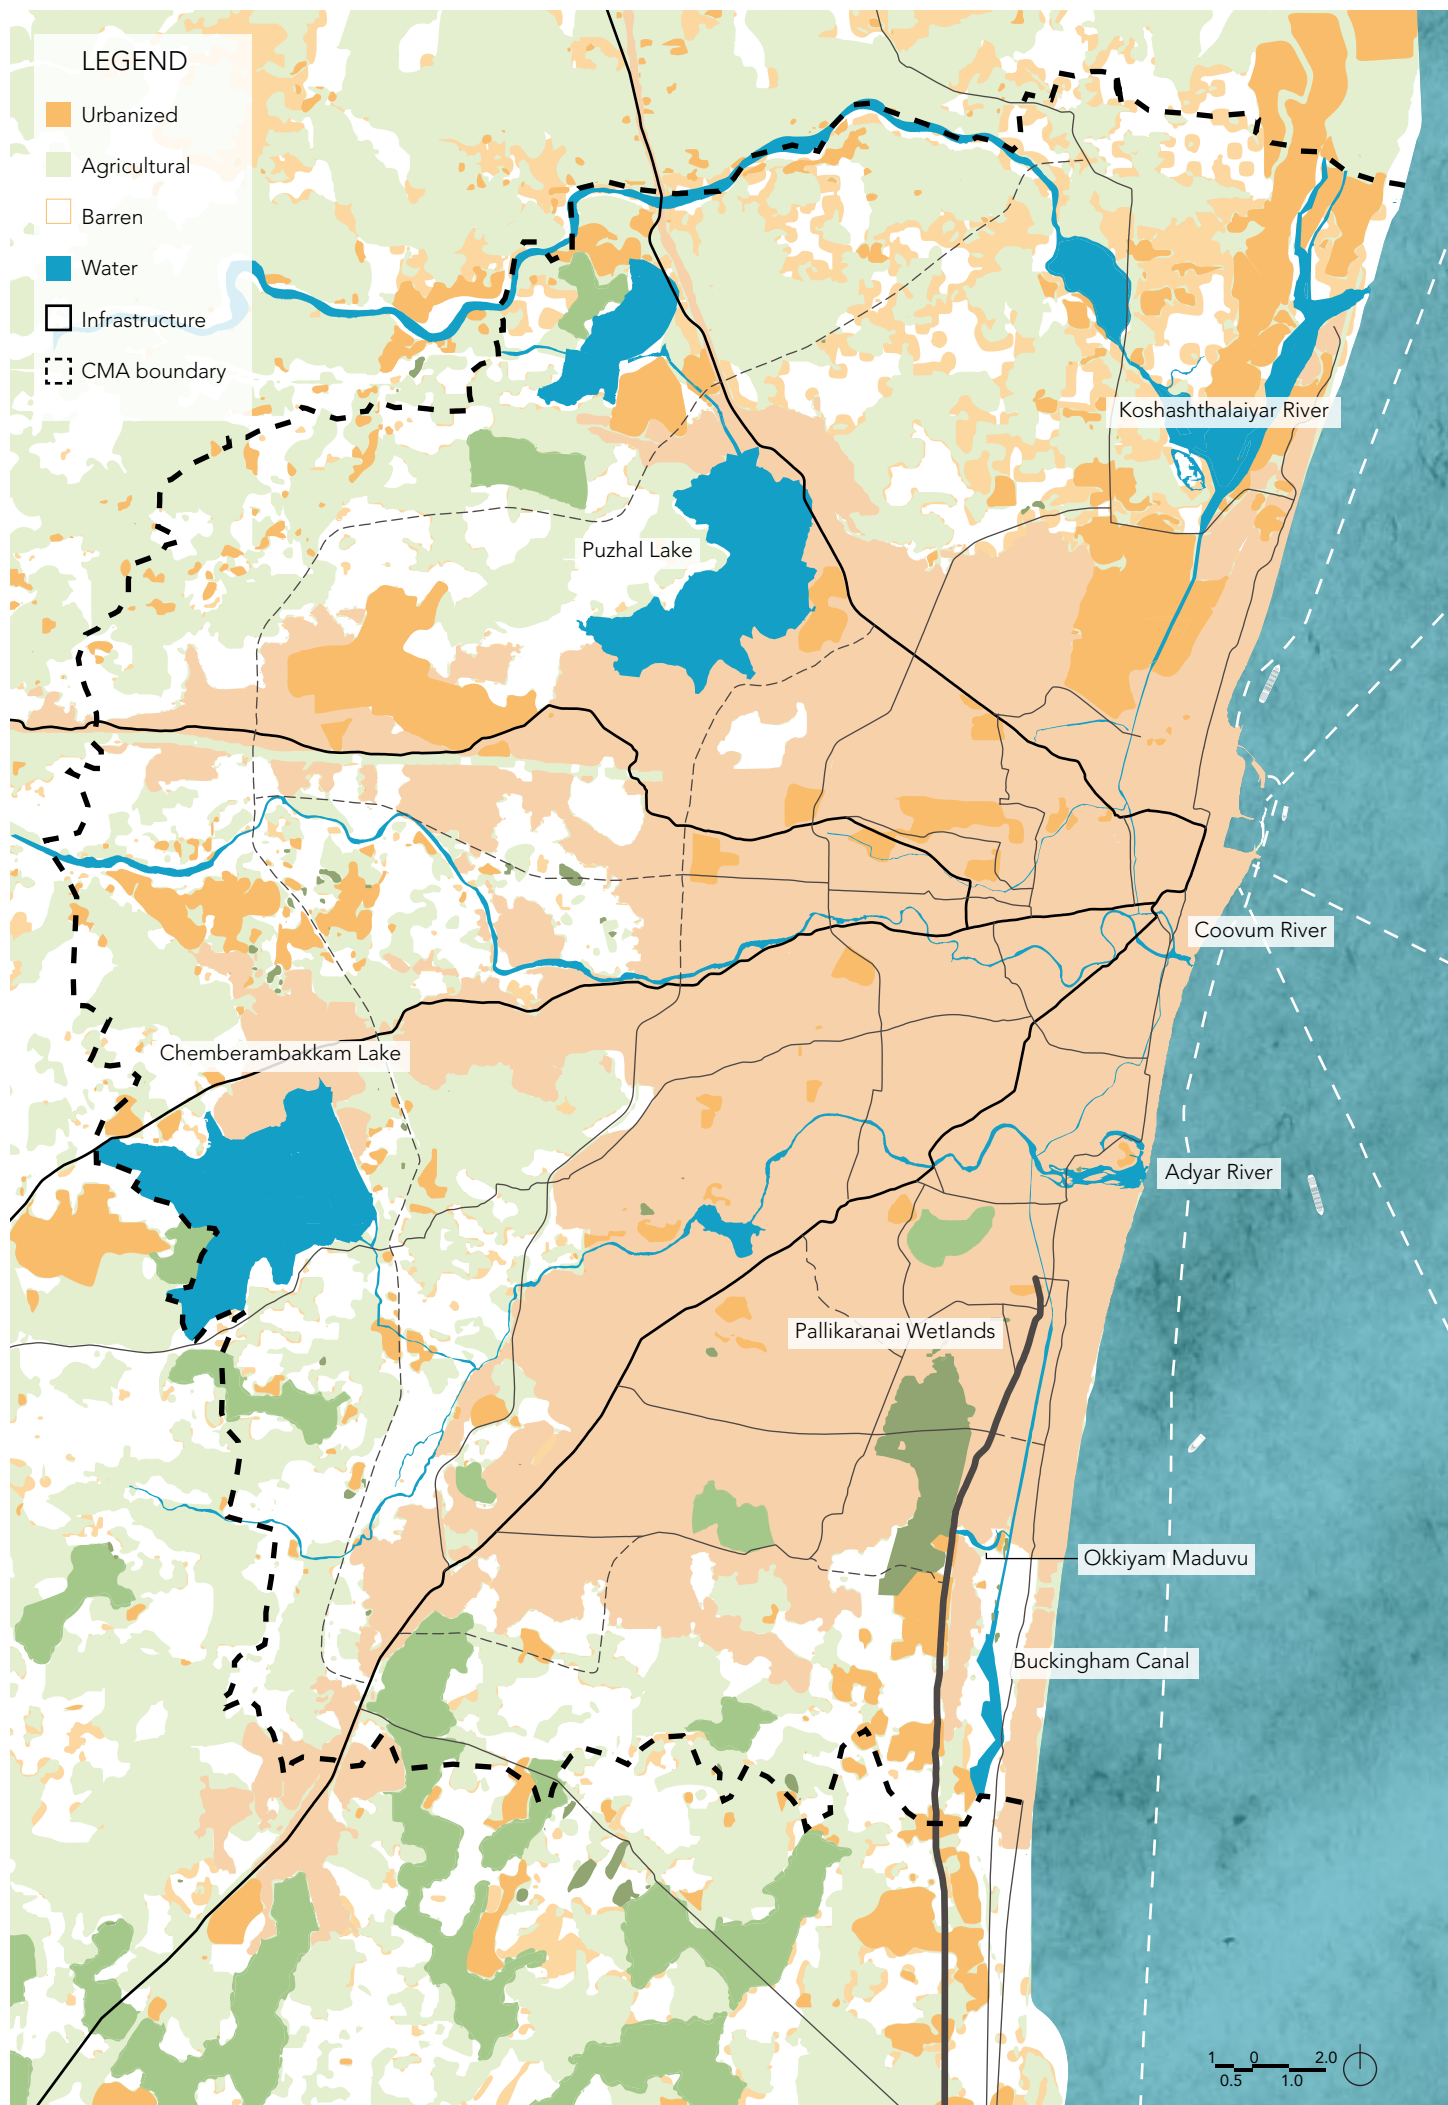 LEGEND
Urbanized
Agricultural
Barren
Water
Infrastructure
CMA boundary
Koshashthalaiyar River
Puzhal Lake
Coovum River
Chemberambakkam Lake
Adyar River
Pallikaranai Wetlands
Okkiyam Maduvu
Buckingham Canal
1 0 2.0
0.5 1.0